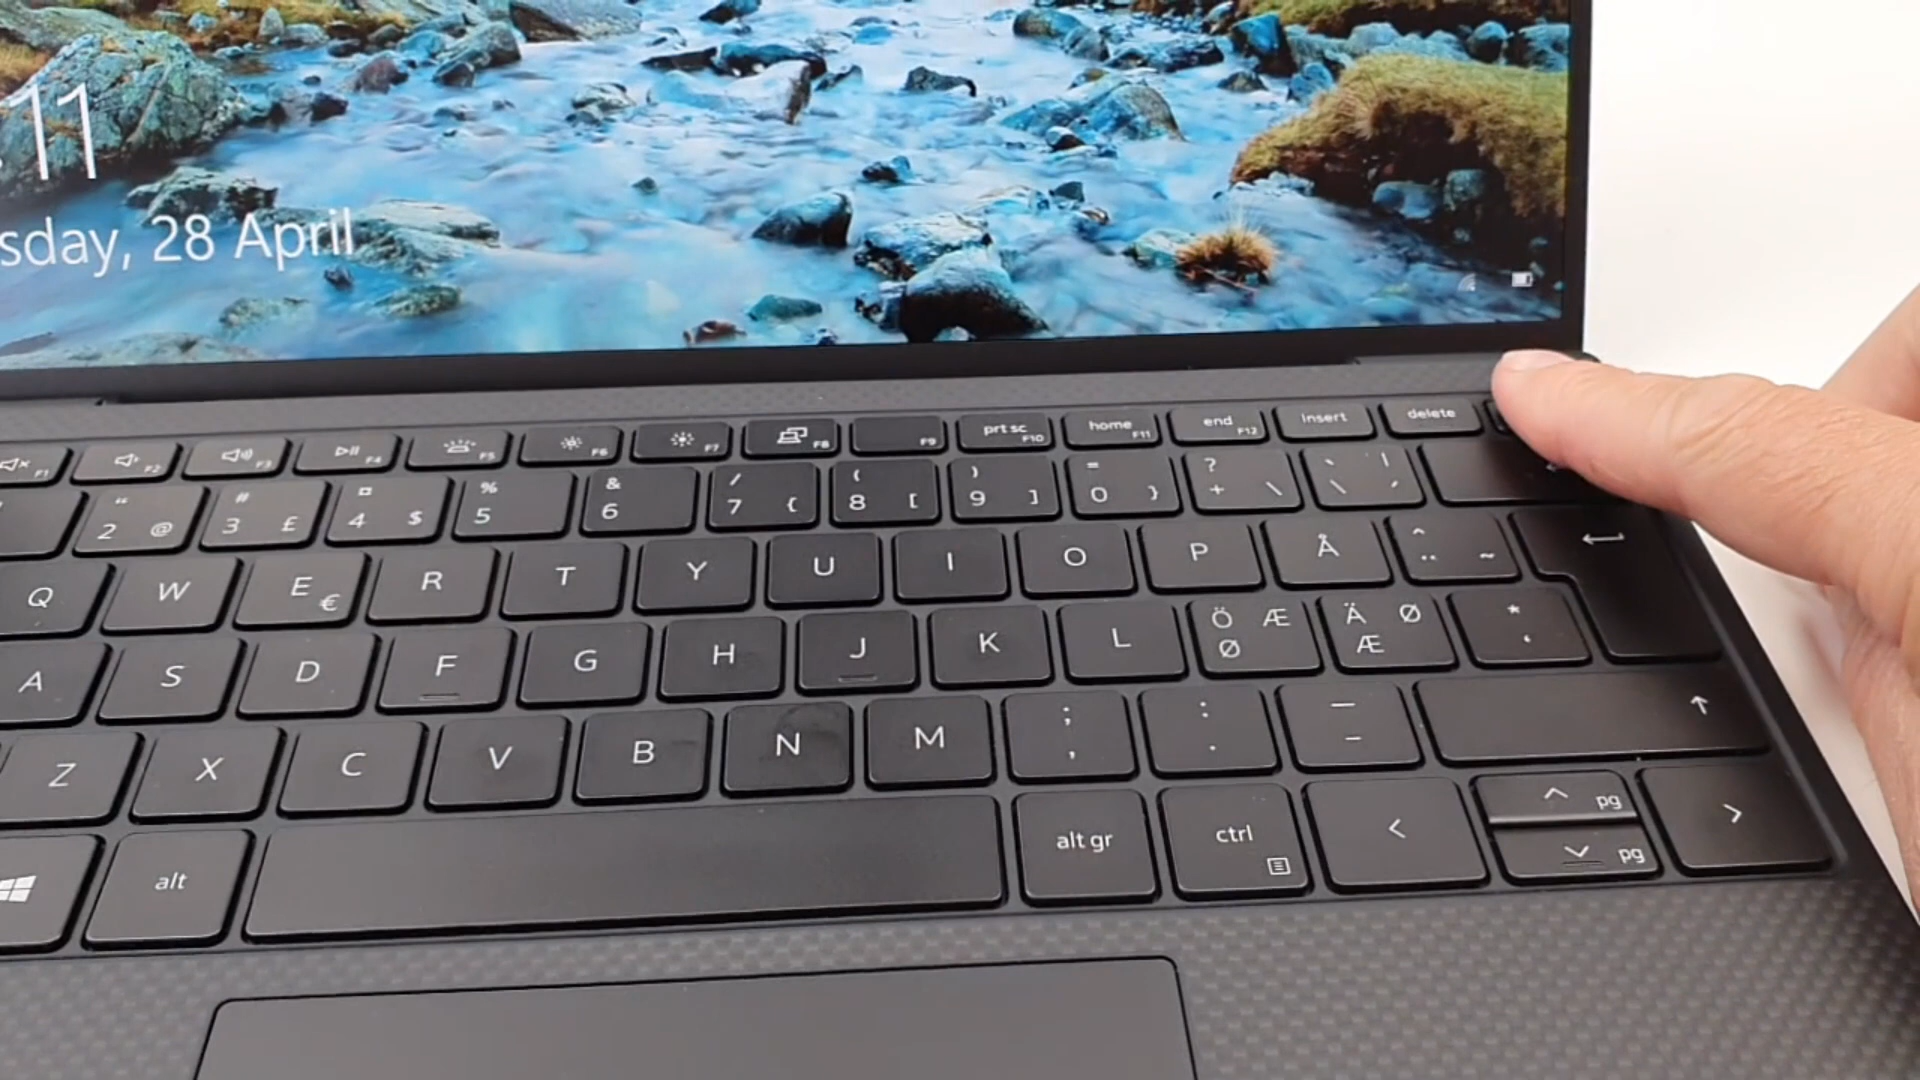 11
sday, 28 April
F1 F2 F3 F4 F5 F6 F7 F8 F9 prt sc F10 home F11 end F12 insert delete
" 2 @ # 3 £ ¤ 4 $ % 5 & 6 / 7 { ( 8 [ ) 9 ] = 0 } ? + \
Q W E € R T Y U I O P Å ^ ¨ ~
A S D F G H J K L Ö Æ Ø Ä Ø Æ * '
Z X C V B N M ; , : . _ -
alt alt gr ctrl < ^ pg ⌄ pg >